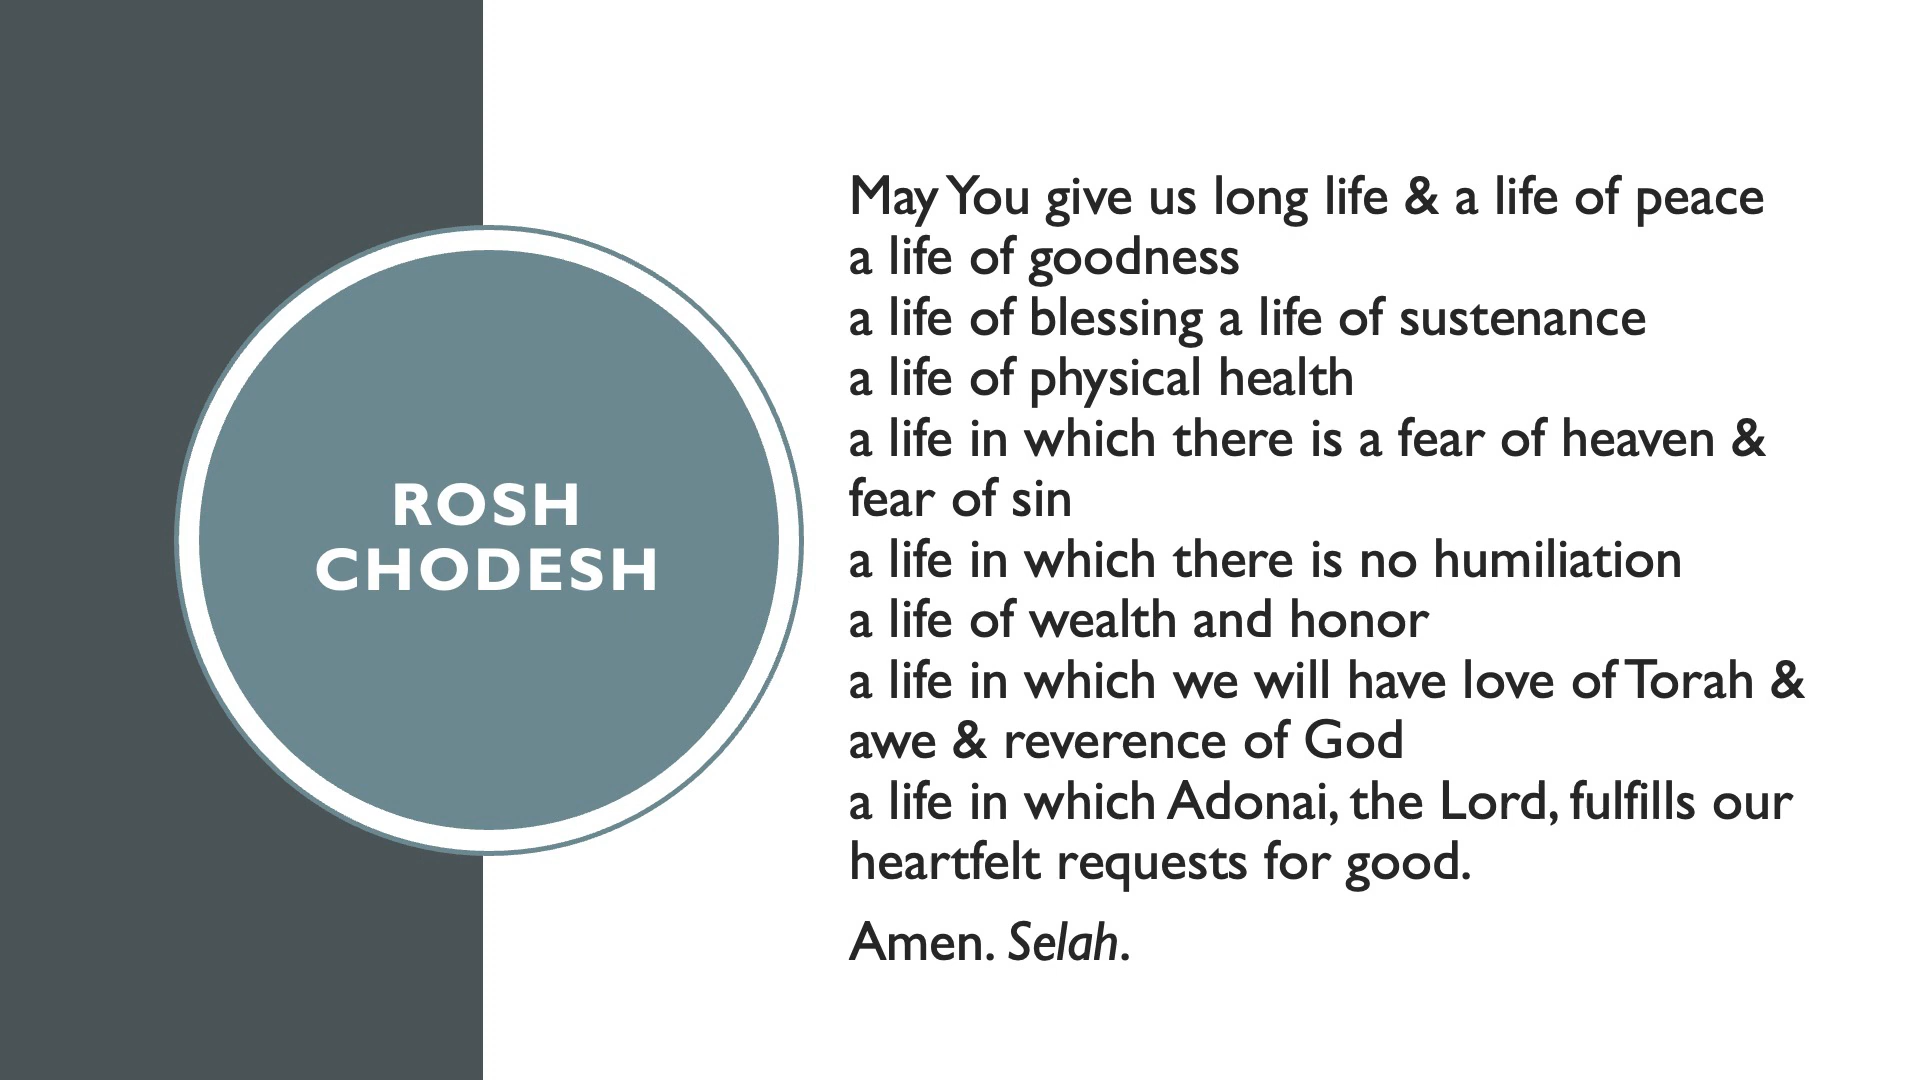 ROSH
CHODESH
May You give us long life & a life of peace
a life of goodness
a life of blessing a life of sustenance
a life of physical health
a life in which there is a fear of heaven &
fear of sin
a life in which there is no humiliation
a life of wealth and honor
a life in which we will have love of Torah &
awe & reverence of God
a life in which Adonai, the Lord, fulfills our
heartfelt requests for good.
Amen. Selah.